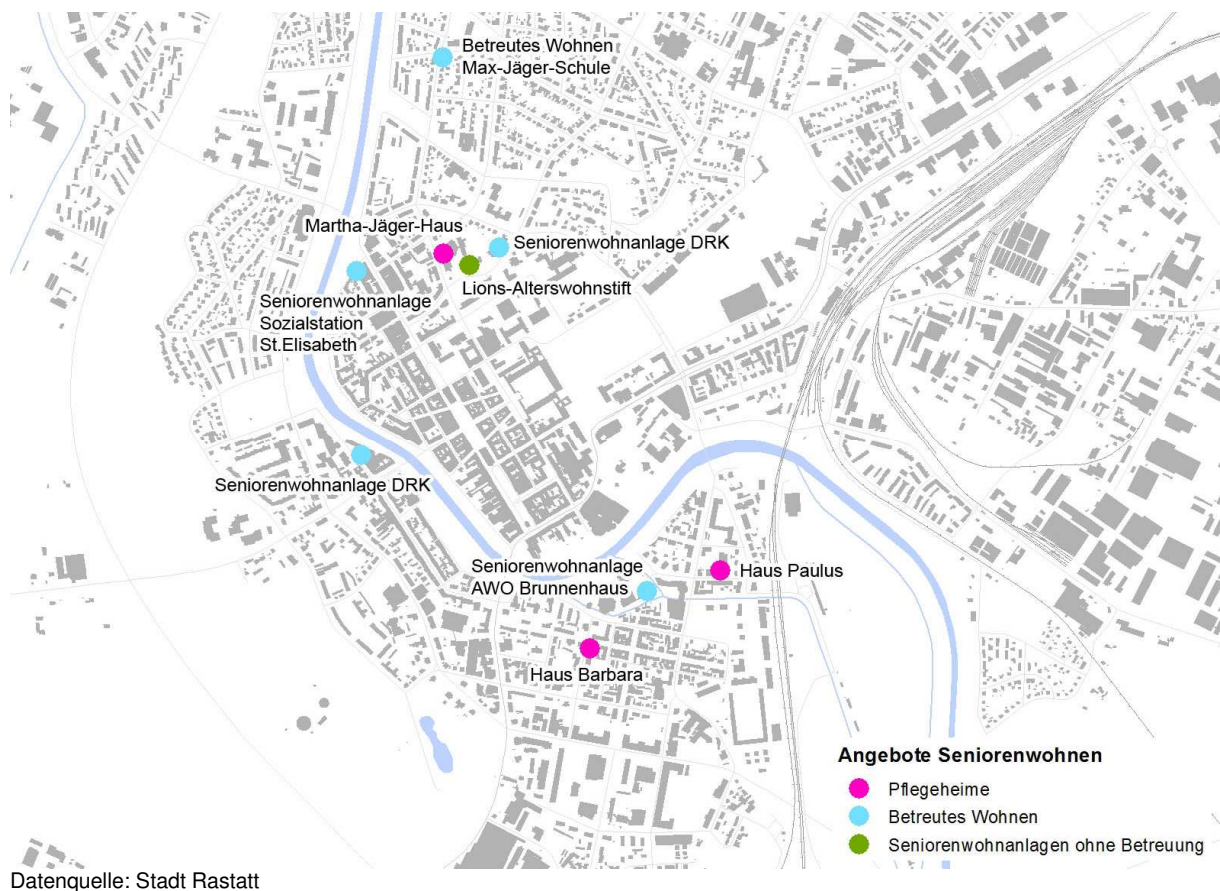 Betreutes Wohnen
Max-Jäger-Schule
Martha-Jäger-Haus
Seniorenwohnanlage DRK
Lions-Alterswohnstift
Seniorenwohnanlage
Sozialstation
St.Elisabeth
Seniorenwohnanlage DRK
Seniorenwohnanlage
AWO Brunnenhaus
Haus Paulus
Haus Barbara
Angebote Seniorenwohnen
Pflegeheime
Betreutes Wohnen
Seniorenwohnanlagen ohne Betreuung
Datenquelle: Stadt Rastatt